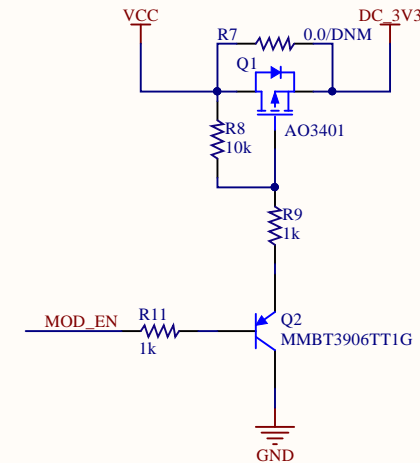 VCC
DC_3V3
R7
0.0/DNM
Q1
AO3401
R8
10k
R9
1k
MOD_EN
R11
1k
Q2
MMBT3906TT1G
GND